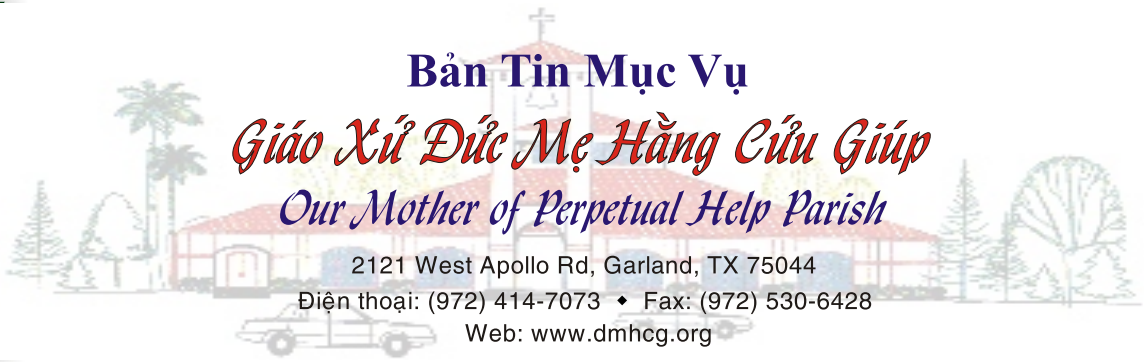 Bản Tin Mục Vụ
Giáo Xứ Đức Mẹ Hằng Cứu Giúp
Our Mother of Perpetual Help Parish
2121 West Apollo Rd, Garland, TX 75044
Điện thoại: (972) 414-7073 ◆ Fax: (972) 530-6428
Web: www.dmhcg.org